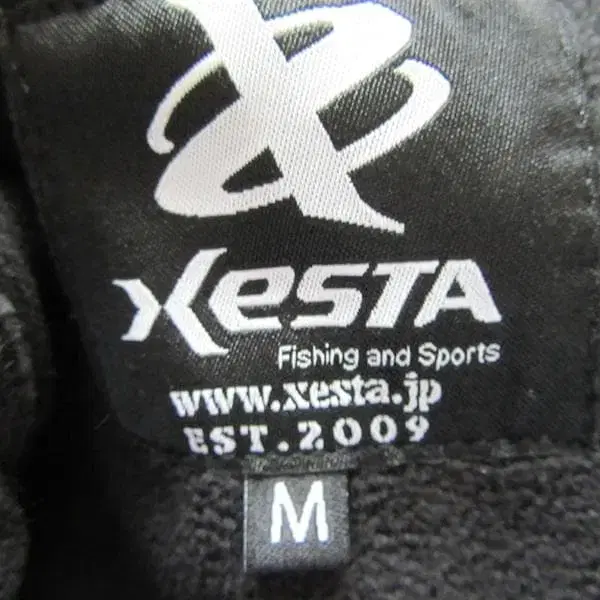 XESTA
Fishing and Sports
www.xesta.jp
EST.2009
M